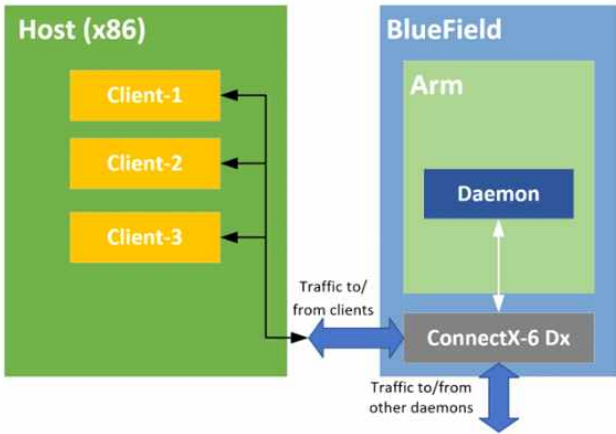 Host (x86)
Client-1
Client-2
Client-3
Traffic to/
from clients
BlueField
Arm
Daemon
ConnectX-6 Dx
Traffic to/from
other daemons